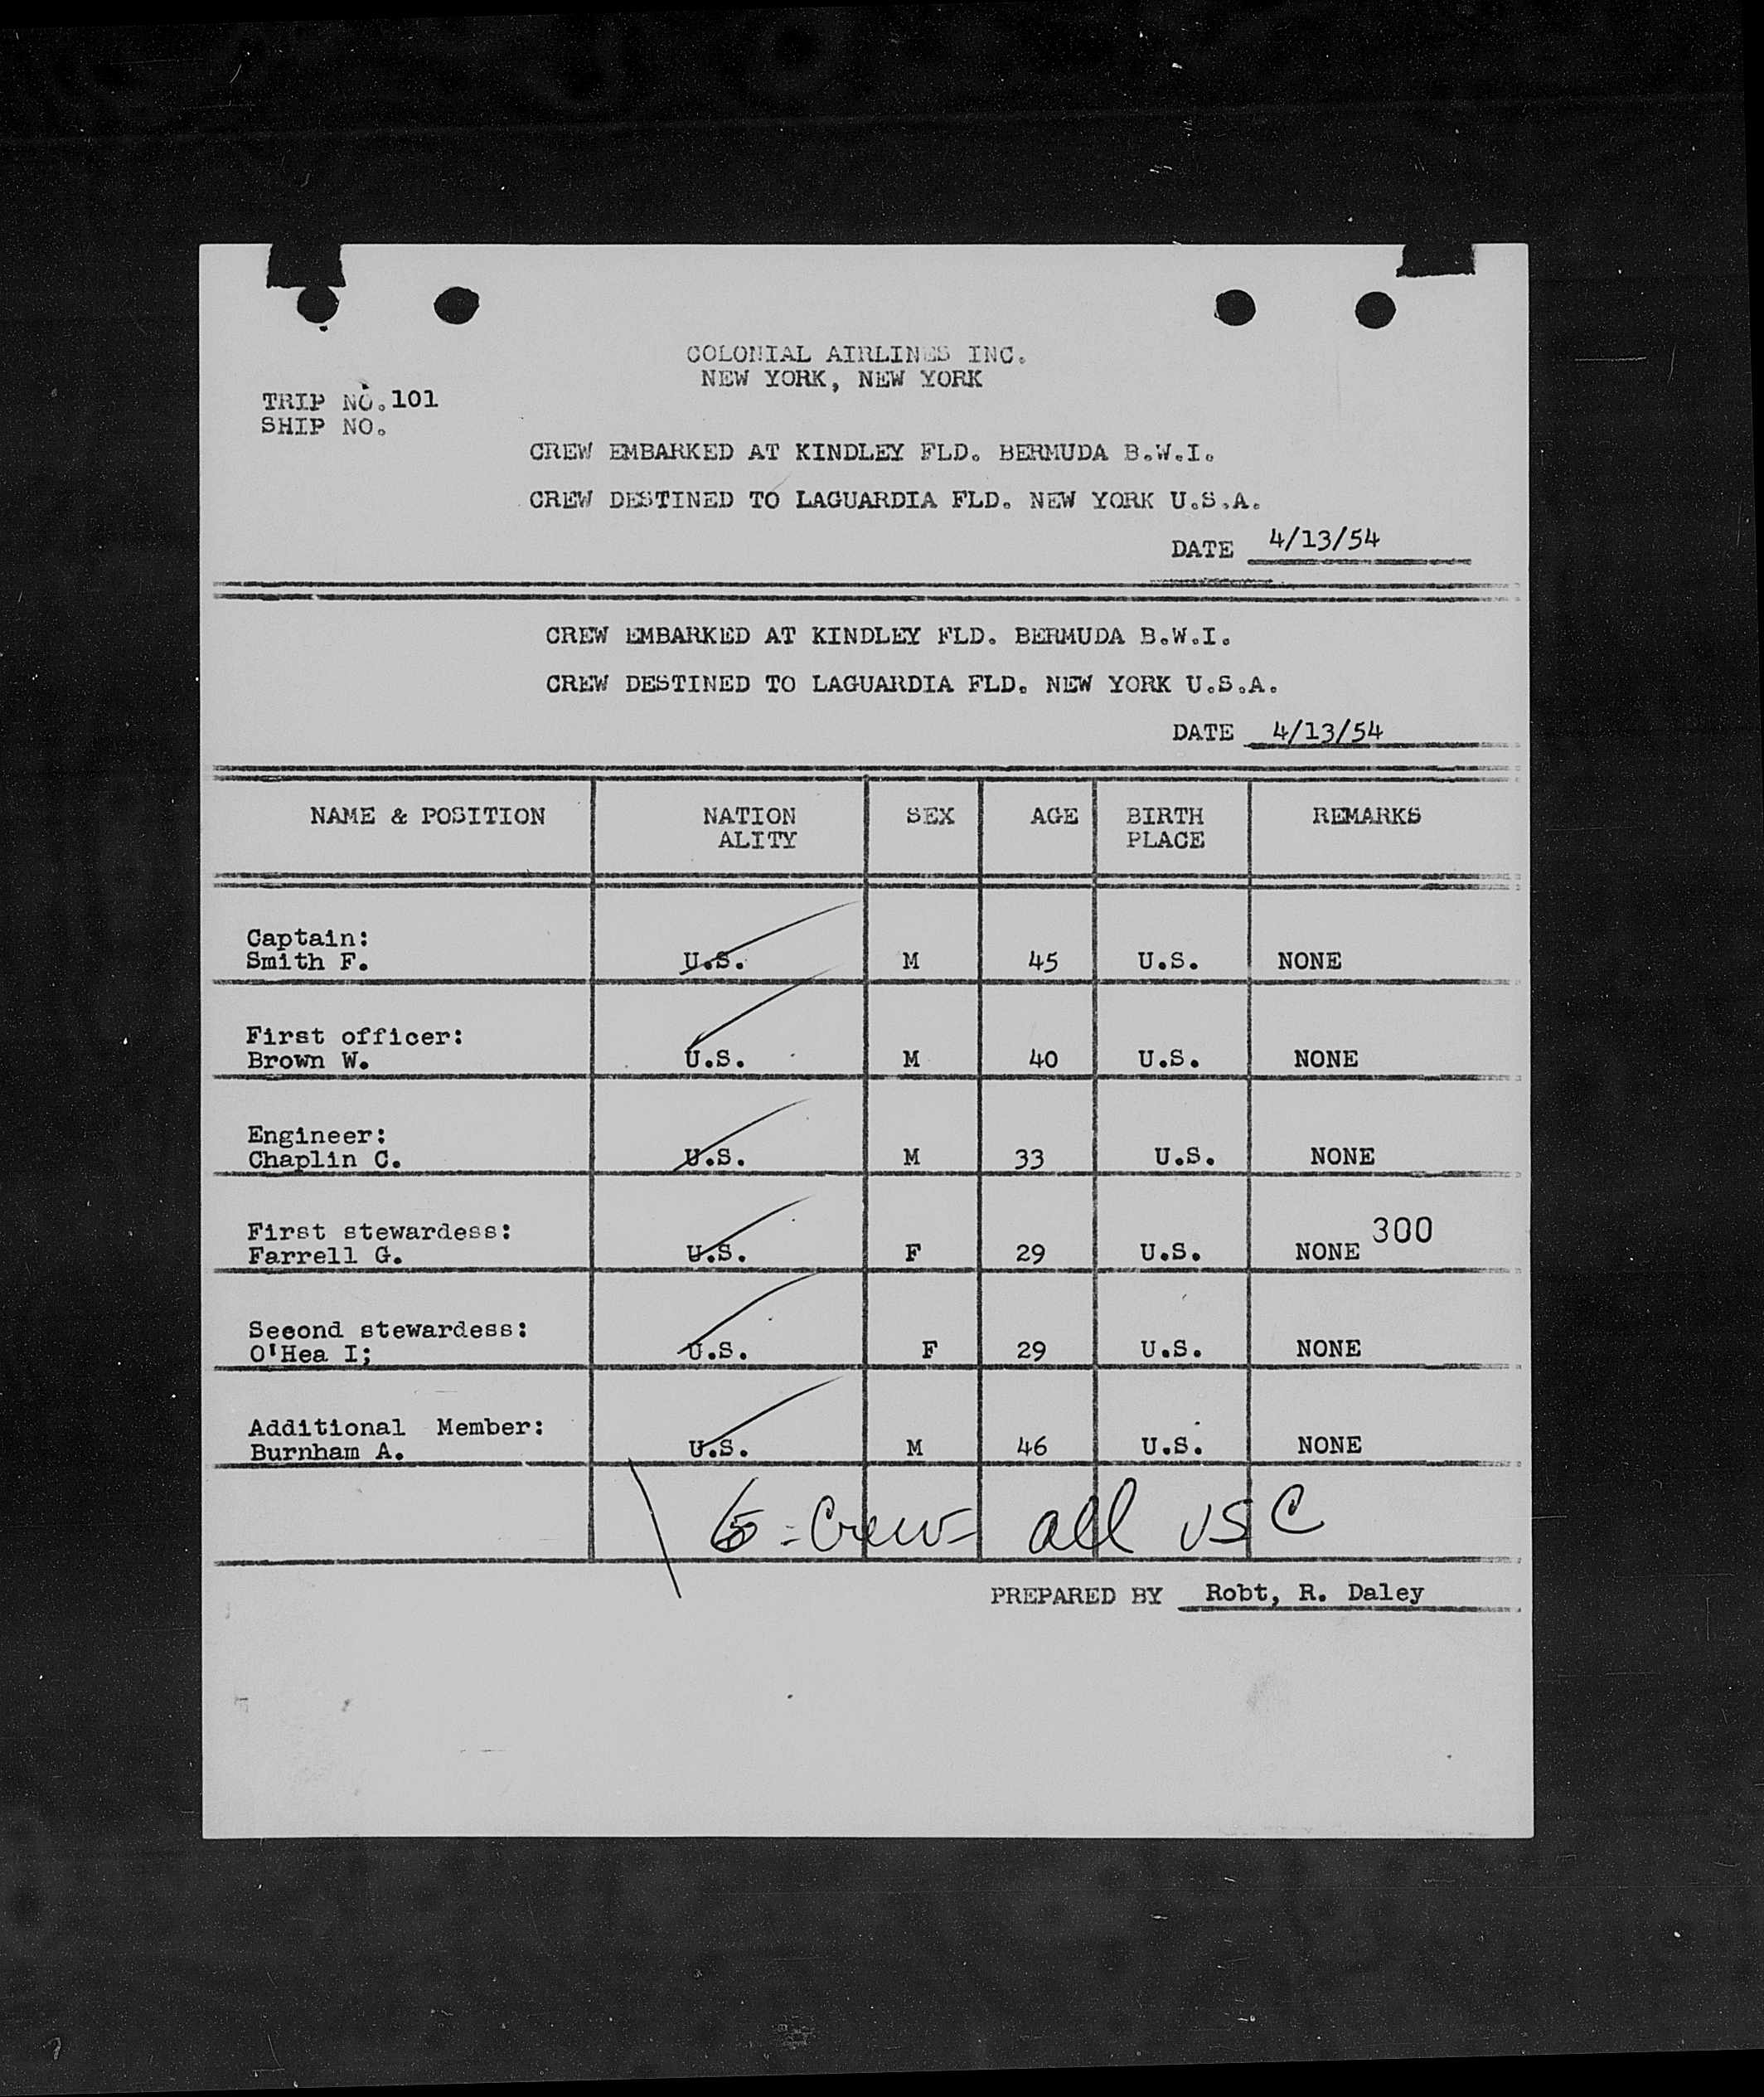 COLONIAL AIRLINES INC.
NEW YORK, NEW YORK
TRIP NO.101
SHIP NO.
CREW EMBARKED AT KINDLEY FLD. BERMUDA B.W.I.
CREW DESTINED TO LAGUARDIA FLD. NEW YORK U.S.A.
DATE 4/13/54
CREW EMBARKED AT KINDLEY FLD. BERMUDA B.W.I.
CREW DESTINED TO LAGUARDIA FLD. NEW YORK U.S.A.
DATE 4/13/54
NAME & POSITION NATION SEX AGE BIRTH REMARKS
ALITY PLACE
Captain:
Smith F. U.S. M 45 U.S. NONE
First officer:
Brown W. U.S. M 40 U.S. NONE
Engineer:
Chaplin C. U.S. M 33 U.S. NONE
First stewardess: 300
Farrell G. U.S. F 29 U.S. NONE
Seeond stewardess:
O'Hea I; U.S. F 29 U.S. NONE
Additional Member:
Burnham A. U.S. M 46 U.S. NONE
Crew all USC
PREPARED BY Robt, R. Daley